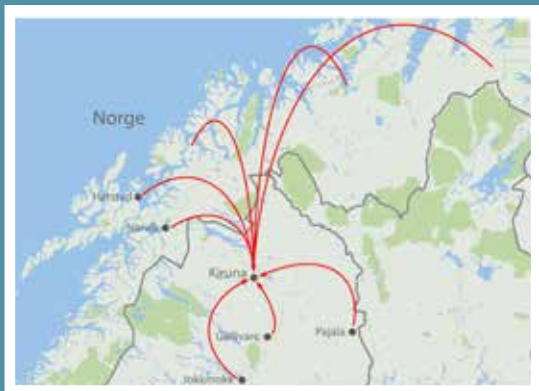 Norge
Harstad
Narvik
Kiruna
Gällivare
Pajala
Jokkmokk